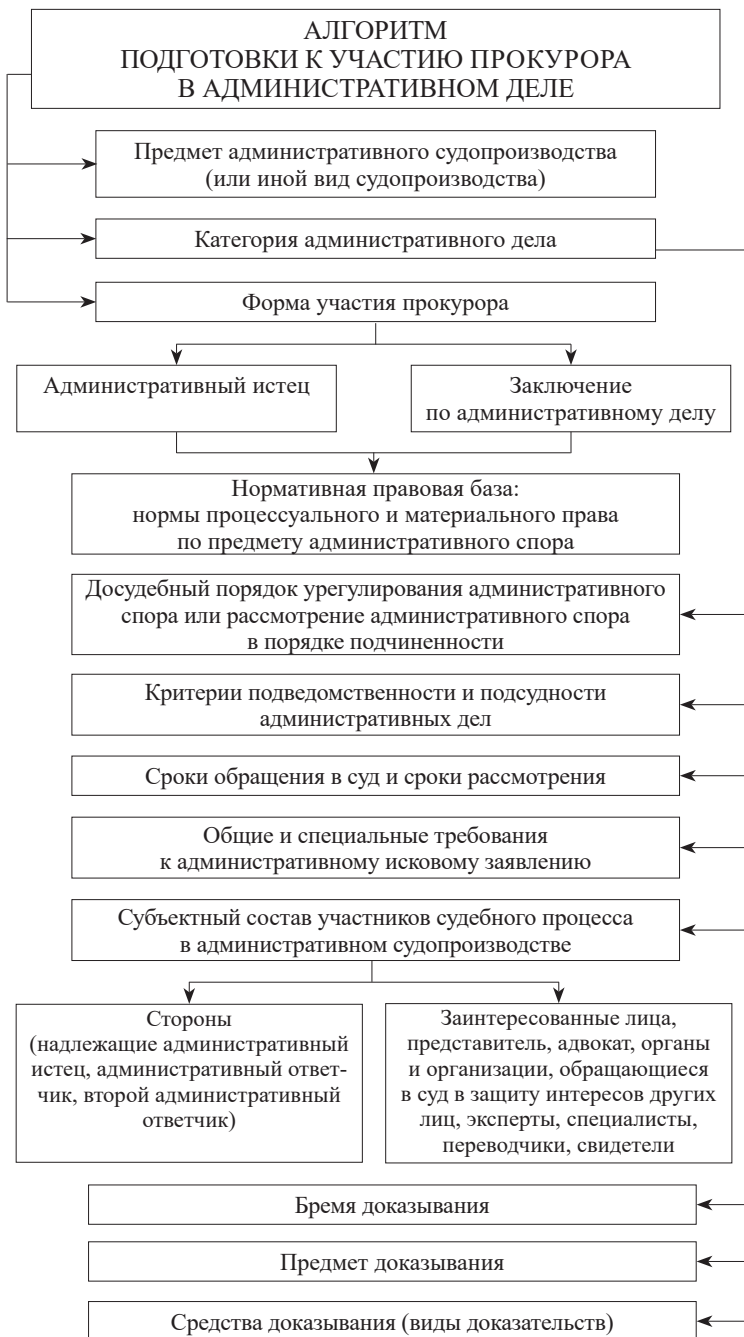 АЛГОРИТМ
ПОДГОТОВКИ К УЧАСТИЮ ПРОКУРОРА
В АДМИНИСТРАТИВНОМ ДЕЛЕ
Предмет административного судопроизводства
(или иной вид судопроизводства)
Категория административного дела
Форма участия прокурора
Административный истец
Заключение
по административному делу
Нормативная правовая база:
нормы процессуального и материального права
по предмету административного спора
Досудебный порядок урегулирования административного
спора или рассмотрение административного спора
в порядке подчиненности
Критерии подведомственности и подсудности
административных дел
Сроки обращения в суд и сроки рассмотрения
Общие и специальные требования
к административному исковому заявлению
Субъектный состав участников судебного процесса
в административном судопроизводстве
Стороны
(надлежащие административный
истец, административный ответ-
чик, второй административный
ответчик)
Заинтересованные лица,
представитель, адвокат, органы
и организации, обращающиеся
в суд в защиту интересов других
лиц, эксперты, специалисты,
переводчики, свидетели
Бремя доказывания
Предмет доказывания
Средства доказывания (виды доказательств)